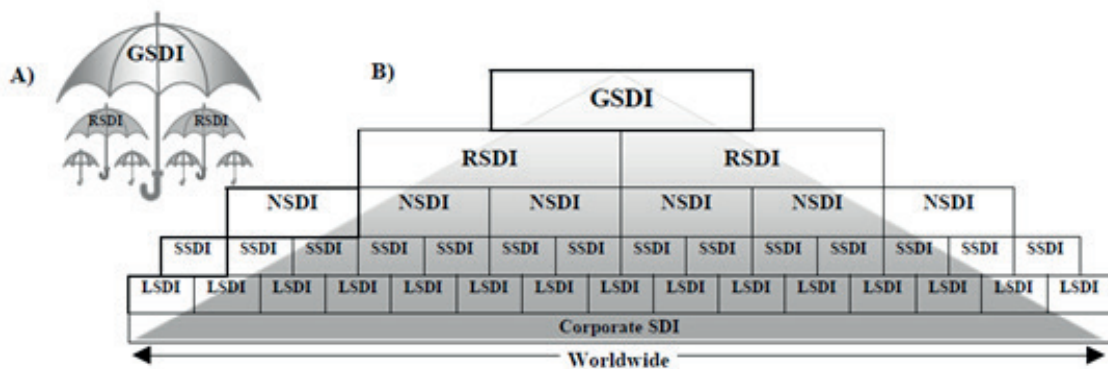 A)
GSDI
RSDI RSDI
B)
GSDI
RSDI RSDI
NSDI NSDI NSDI NSDI NSDI NSDI
SSDI SSDI SSDI SSDI SSDI SSDI SSDI SSDI SSDI SSDI SSDI SSDI SSDI SSDI
LSDI LSDI LSDI LSDI LSDI LSDI LSDI LSDI LSDI LSDI LSDI LSDI LSDI LSDI LSDI
Corporate SDI
Worldwide